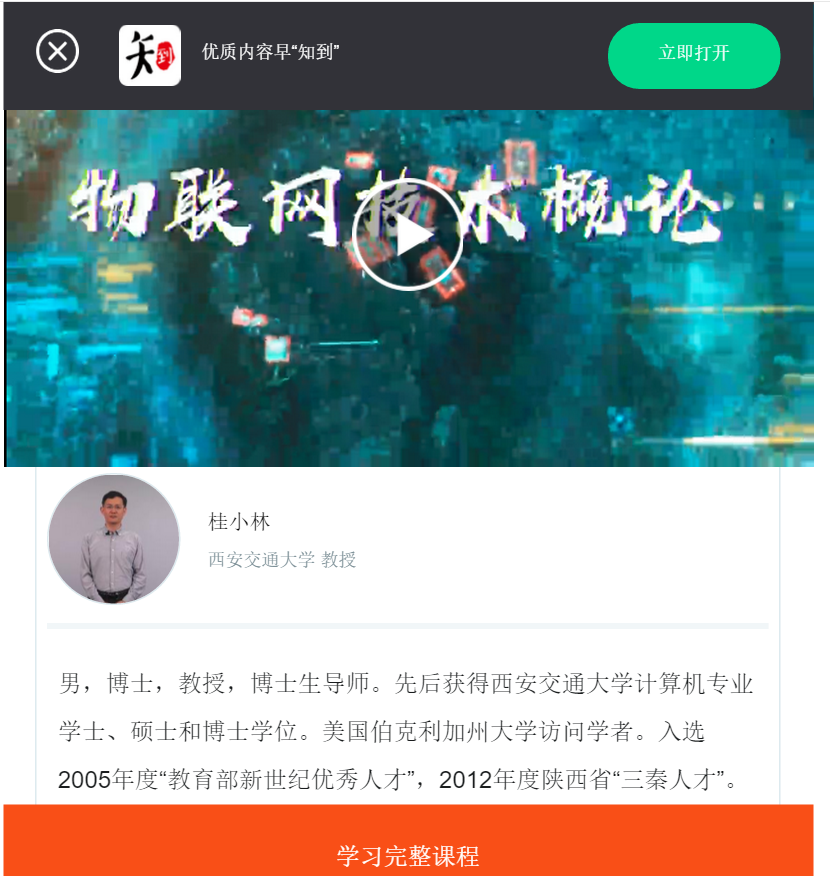 知到
优质内容早“知到”
立即打开
物联网技术概论
桂小林
西安交通大学 教授
男，博士，教授，博士生导师。先后获得西安交通大学计算机专业
学士、硕士和博士学位。美国伯克利加州大学访问学者。入选
2005年度“教育部新世纪优秀人才”，2012年度陕西省“三秦人才”。
学习完整课程